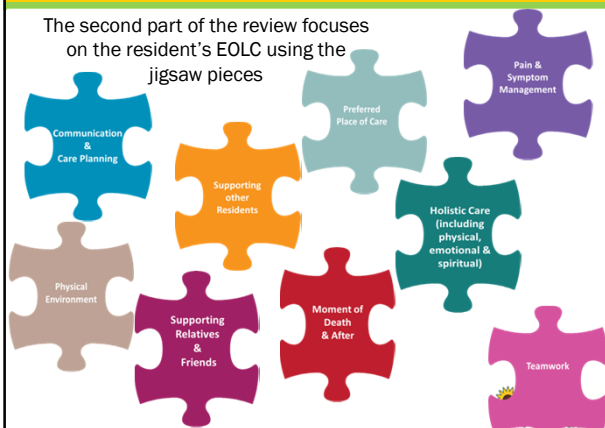 The second part of the review focuses
on the resident's EOLC using the
jigsaw pieces
Pain &
Symptom
Management
Preferred
Place of Care
Communication
&
Care Planning
Supporting
other
Residents
Holistic Care
(including
physical,
emotional &
spiritual)
Physical
Environment
Supporting
Relatives
&
Friends
Moment of
Death
& After
Teamwork